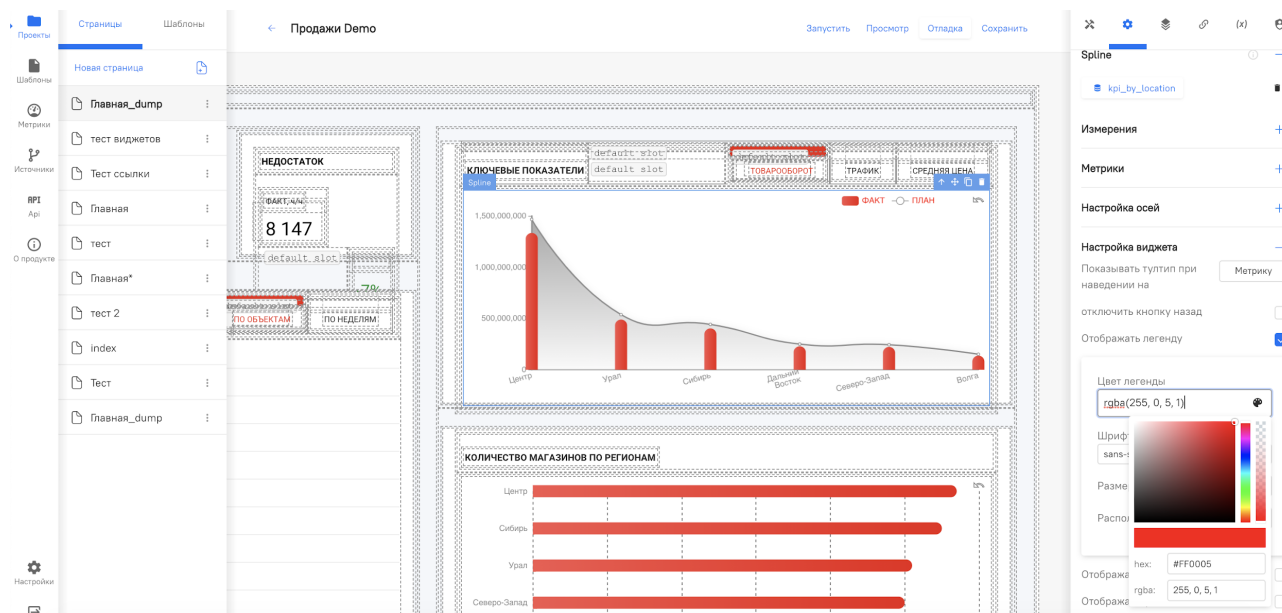 Проекты
Шаблоны
Метрики
Источники
API
Api
О продукте
Настройки
Страницы
Шаблоны
Новая страница
Главная_dump
тест виджетов
Тест ссылки
Главная
тест
Главная*
тест 2
index
Тест
Главная_dump
← Продажи Demo
Запустить
Просмотр
Отладка
Сохранить
НЕДОСТАТОК
ФАКТ, ч/ч
8 147
default slot
7%
ПО ОБЪЕКТАМ
ПО НЕДЕЛЯМ
КЛЮЧЕВЫЕ ПОКАЗАТЕЛИ
default slot
default slot
default slot
ТОВАРООБОРОТ
ТРАФИК
СРЕДНЯЯ ЦЕНА
Spline
ФАКТ
ПЛАН
1,500,000,000
1,000,000,000
500,000,000
0
Центр
Урал
Сибирь
Дальний
Восток
Северо-Запад
Волга
КОЛИЧЕСТВО МАГАЗИНОВ ПО РЕГИОНАМ
Центр
Сибирь
Урал
Северо-Запад
(x)
Spline
kpi_by_location
Измерения
Метрики
Настройка осей
Настройка виджета
Показывать тултип при
наведении на
Метрику
отключить кнопку назад
Отображать легенду
Цвет легенды
rgba(255, 0, 5, 1)
hex: #FF0005
rgba: 255, 0, 5, 1